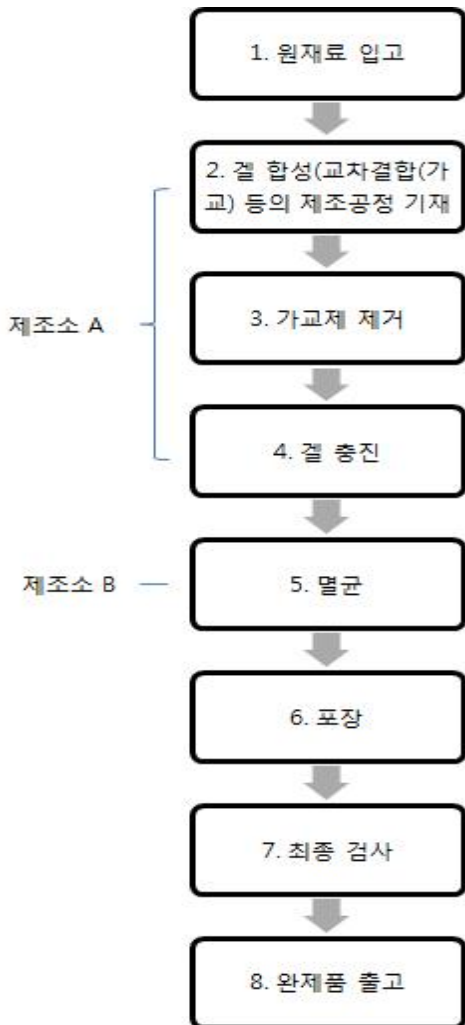 1. 원재료 입고
2. 겔 합성(교차결합(가
교) 등의 제조공정 기재
제조소 A
3. 가교제 제거
4. 겔 충진
제조소 B
5. 멸균
6. 포장
7. 최종 검사
8. 완제품 출고